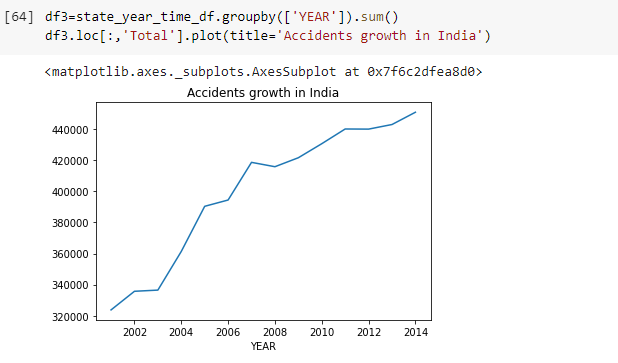 [64] df3=state_year_time_df.groupby(['YEAR']).sum()
df3.loc[:,'Total'].plot(title='Accidents growth in India')
<matplotlib.axes._subplots.AxesSubplot at 0x7f6c2dfea8d0>
Accidents growth in India
440000
420000
400000
380000
360000
340000
320000
2002 2004 2006 2008 2010 2012 2014
YEAR